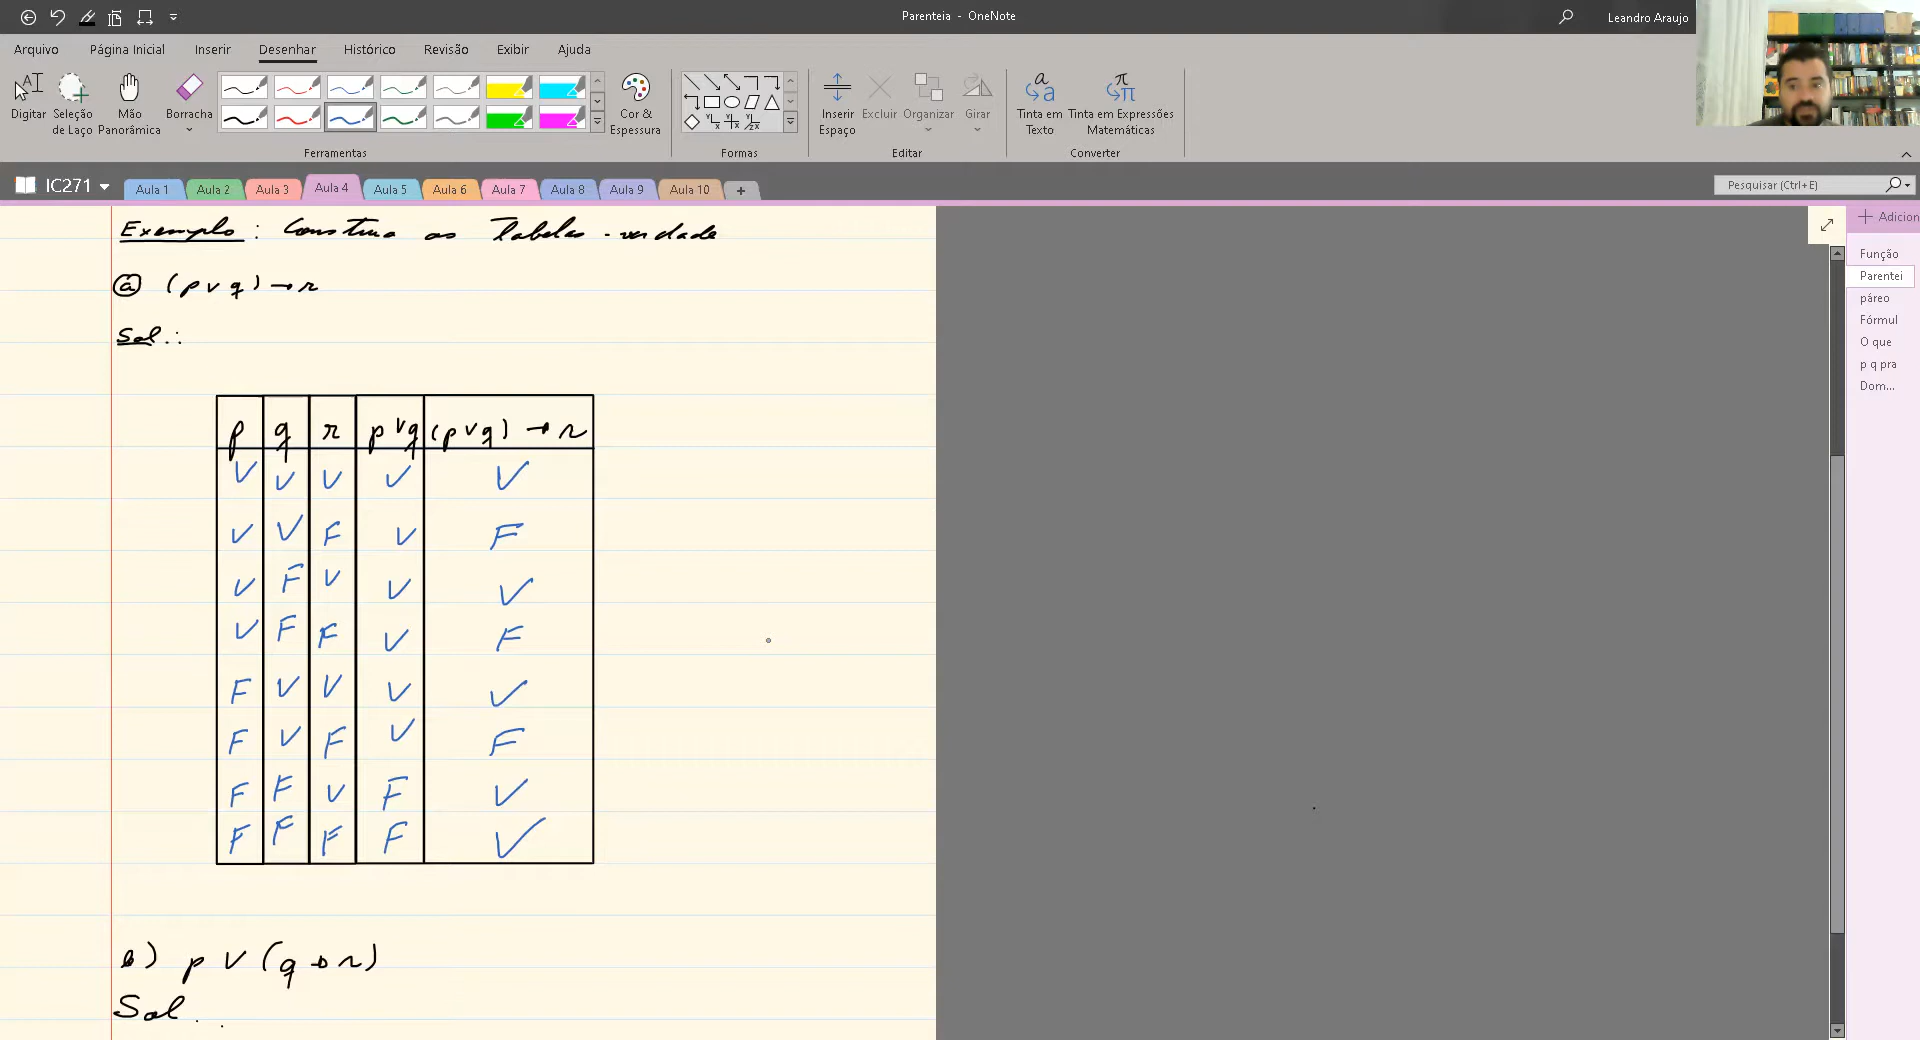 Parenteia - OneNote
Leandro Araujo
Arquivo Página Inicial Inserir Desenhar Histórico Revisão Exibir Ajuda
Digitar
Seleção de Laço
Mão Panorâmica
Borracha
Cor & Espessura
Inserir Espaço
Excluir
Organizar
Girar
Tinta em Texto
Tinta em Expressões Matemáticas
Ferramentas Formas Editar Converter
IC271 Aula 1 Aula 2 Aula 3 Aula 4 Aula 5 Aula 6 Aula 7 Aula 8 Aula 9 Aula 10 +
Pesquisar (Ctrl+E)
Adicion
Função
Parentei
páreo
Fórmul
O que
p q pra
Dom...
Exemplo: Construa as Tabelas-verdade
a (p ∨ q) → r
Sol.:
p q r p∨q (p∨q) → r
V V V V V
V V F V F
V F V V V
V F F V F
F V V V V
F V F V F
F F V F V
F F F F V
b) p ∨ (q → r)
Sol.